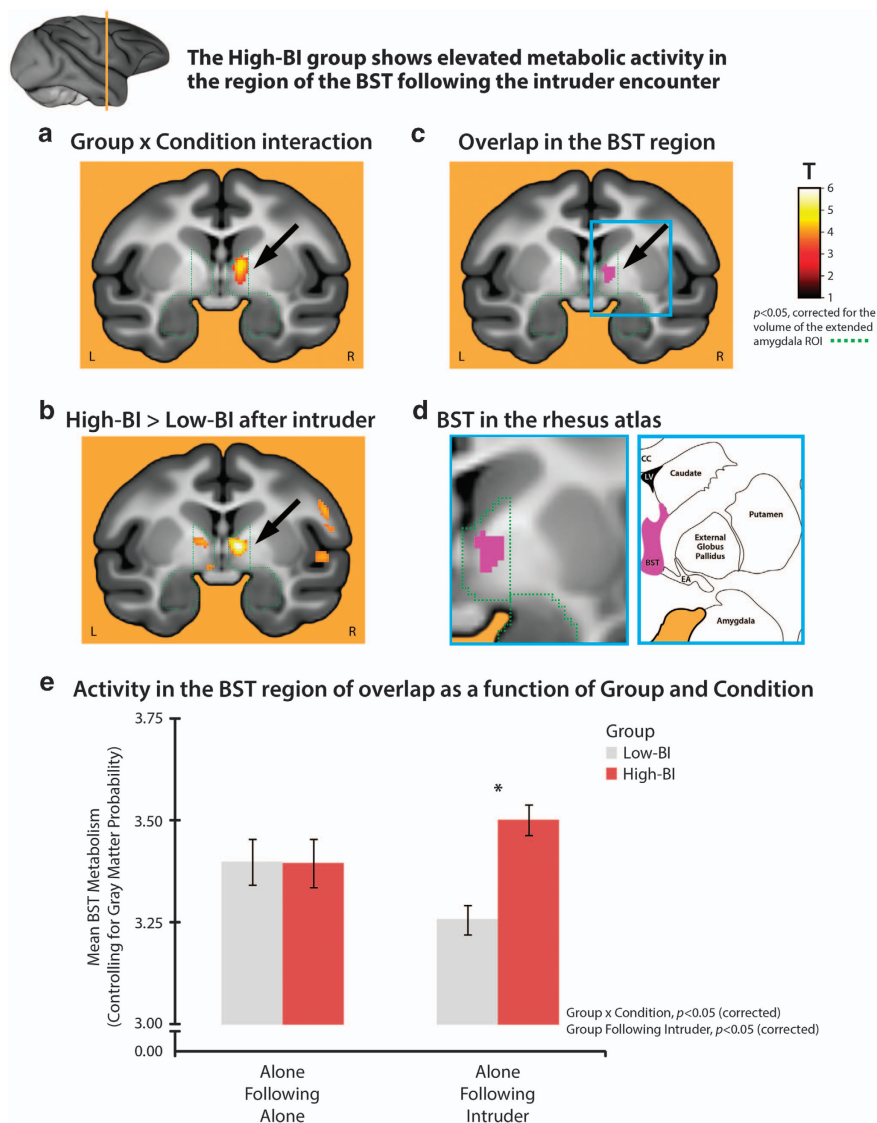 The High-BI group shows elevated metabolic activity in
the region of the BST following the intruder encounter
a Group x Condition interaction
L R
c Overlap in the BST region
L R
T
6
5
4
3
2
1
p<0.05, corrected for the
volume of the extended
amygdala ROI
b High-BI > Low-BI after intruder
L R
d BST in the rhesus atlas
CC
LV
Caudate
Putamen
External
Globus
Pallidus
BST
EA
Amygdala
e Activity in the BST region of overlap as a function of Group and Condition
Mean BST Metabolism
(Controlling for Gray Matter Probability)
3.75
3.50
3.25
3.00
0.00
Group
Low-BI
High-BI
*
Group x Condition, p<0.05 (corrected)
Group Following Intruder, p<0.05 (corrected)
Alone
Following
Alone
Alone
Following
Intruder